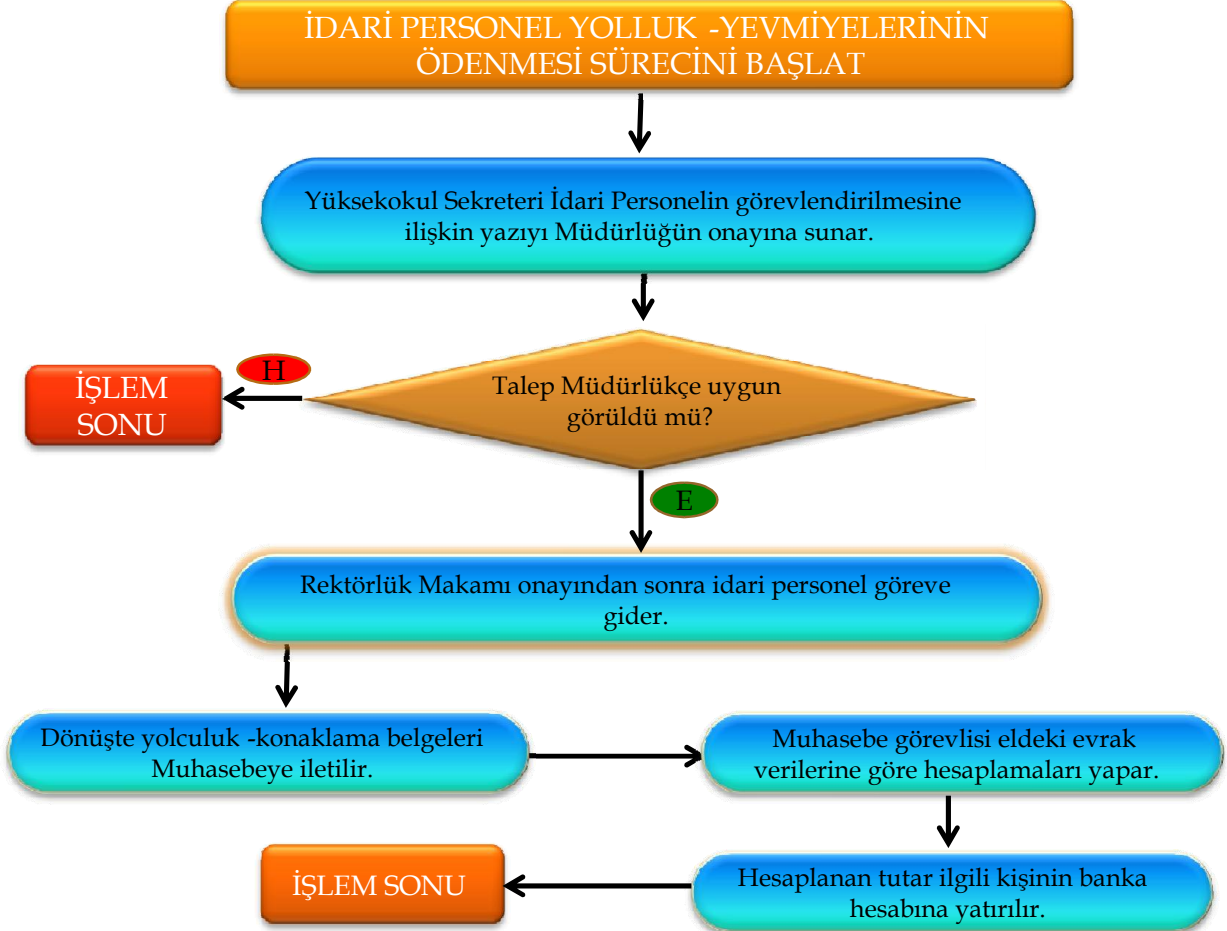 İDARİ PERSONEL YOLLUK -YEVMİYELERİNİN
ÖDENMESİ SÜRECİNİ BAŞLAT
Yüksekokul Sekreteri İdari Personelin görevlendirilmesine
ilişkin yazıyı Müdürlüğün onayına sunar.
H
İŞLEM
SONU
Talep Müdürlükçe uygun
görüldü mü?
E
Rektörlük Makamı onayından sonra idari personel göreve
gider.
Dönüşte yolculuk -konaklama belgeleri
Muhasebeye iletilir.
Muhasebe görevlisi eldeki evrak
verilerine göre hesaplamaları yapar.
Hesaplanan tutar ilgili kişinin banka
hesabına yatırılır.
İŞLEM SONU